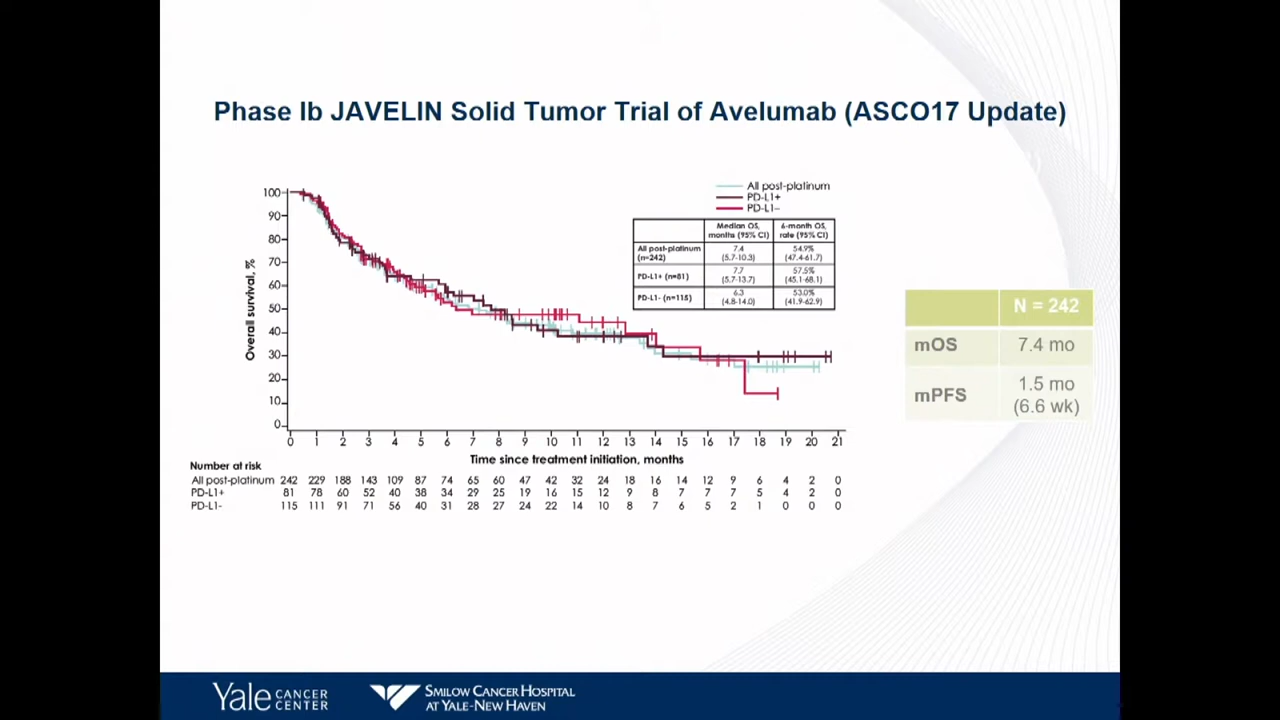 Phase Ib JAVELIN Solid Tumor Trial of Avelumab (ASCO17 Update)
All post-platinum
PD-L1+
PD-L1–
Median OS, months (95% CI)
6-month OS, rate (95% CI)
All post-platinum (n=242)
7.4 (5.7-10.3)
54.9% (47.4-61.7)
PD-L1+ (n=81)
7.7 (5.7-13.7)
57.5% (45.1-68.1)
PD-L1- (n=115)
6.3 (4.8-14.0)
53.0% (41.9-62.9)
Overall survival, %
100
90
80
70
60
50
40
30
20
10
0
0 1 2 3 4 5 6 7 8 9 10 11 12 13 14 15 16 17 18 19 20 21
Time since treatment initiation, months
Number at risk
All post-platinum 242 229 188 143 109 87 74 65 60 47 42 32 24 18 16 14 12 9 6 4 2 0
PD-L1+ 81 78 60 52 40 38 34 29 25 19 16 15 12 9 8 7 7 7 5 4 2 0
PD-L1- 115 111 91 71 56 40 31 28 27 24 22 14 10 8 7 6 5 2 1 0 0 0
N = 242
mOS 7.4 mo
mPFS 1.5 mo
(6.6 wk)
Yale CANCER CENTER
SMILOW CANCER HOSPITAL
AT YALE-NEW HAVEN